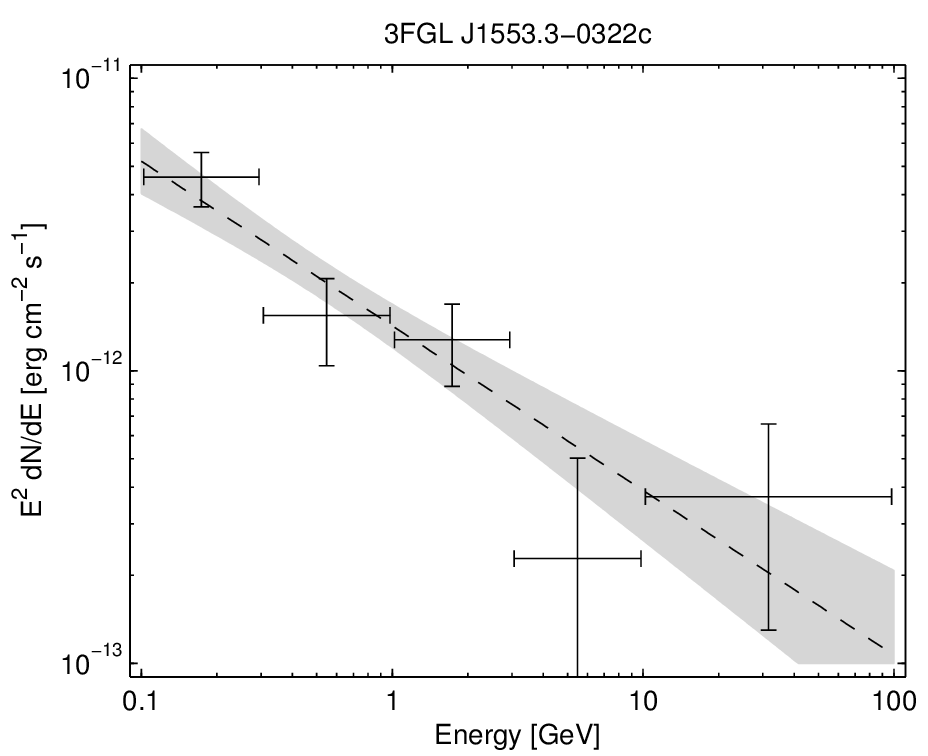 3FGL J1553.3−0322c
10⁻¹¹
10⁻¹²
10⁻¹³
E² dN/dE [erg cm⁻² s⁻¹]
0.1 1 10 100
Energy [GeV]